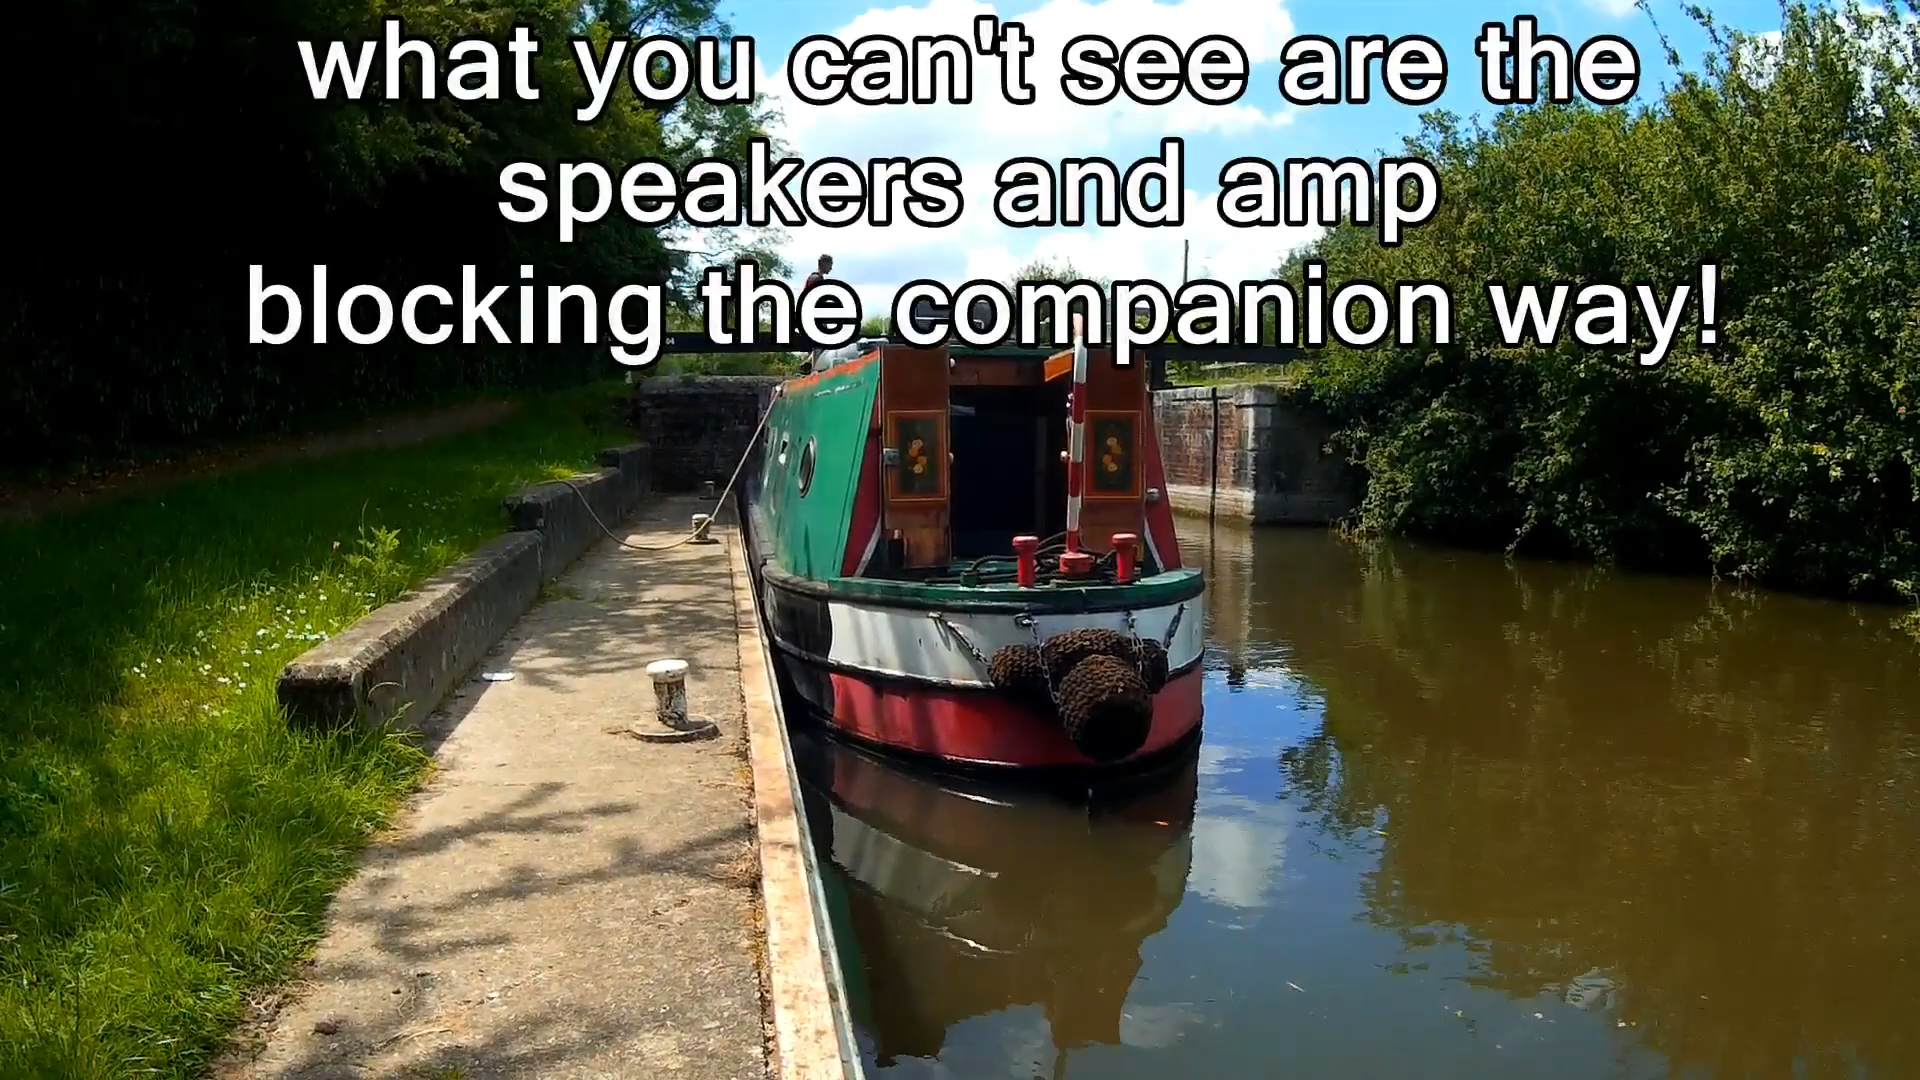 what you can't see are the
speakers and amp
blocking the companion way!